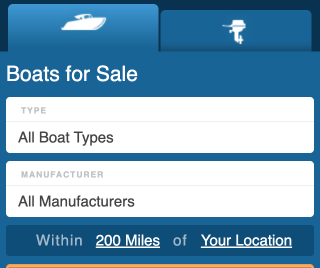 Boats for Sale
TYPE
All Boat Types
MANUFACTURER
All Manufacturers
Within 200 Miles of Your Location